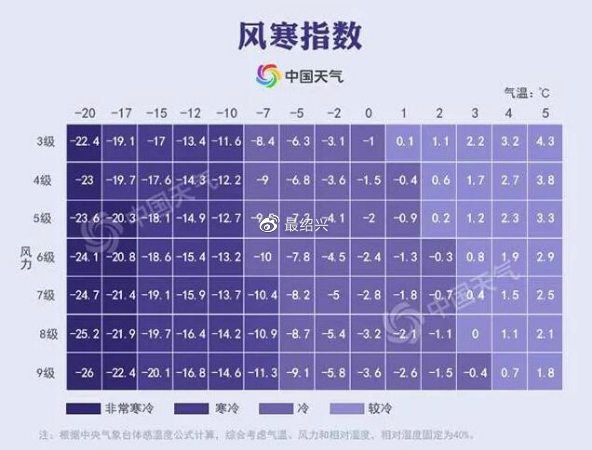 风寒指数
中国天气
气温：℃
-20 -17 -15 -12 -10 -7 -5 -2 0 1 2 3 4 5
3级 -22.4 -19.1 -17 -13.4 -11.6 -8.4 -6.3 -3.1 -1 0.1 1.1 2.2 3.2 4.3
4级 -23 -19.7 -17.6 -14.3 -12.2 -9 -6.8 -3.6 -1.5 -0.4 0.6 1.7 2.7 3.8
5级 -23.6 -20.3 -18.1 -14.9 -12.7 -7.3 -4.1 -2 -0.9 0.2 1.2 2.3 3.3
最绍兴
风力
6级 -24.1 -20.8 -18.6 -15.4 -13.2 -10 -7.8 -4.5 -2.4 -1.3 -0.3 0.8 1.9 2.9
7级 -24.7 -21.4 -19.1 -15.9 -13.7 -10.4 -8.2 -5 -2.8 -1.8 -0.7 0.4 1.5 2.5
8级 -25.2 -21.9 -19.7 -16.4 -14.2 -10.9 -8.7 -5.4 -3.2 -2.1 -1.1 0 1.1 2.1
9级 -26 -22.4 -20.1 -16.8 -14.6 -11.3 -9.1 -5.8 -3.6 -2.6 -1.5 -0.4 0.7 1.8
中国天气
中国天气
非常寒冷 寒冷 冷 较冷
注：根据中央气象台体感温度公式计算，综合考虑气温、风力和相对湿度，相对湿度固定为40%。